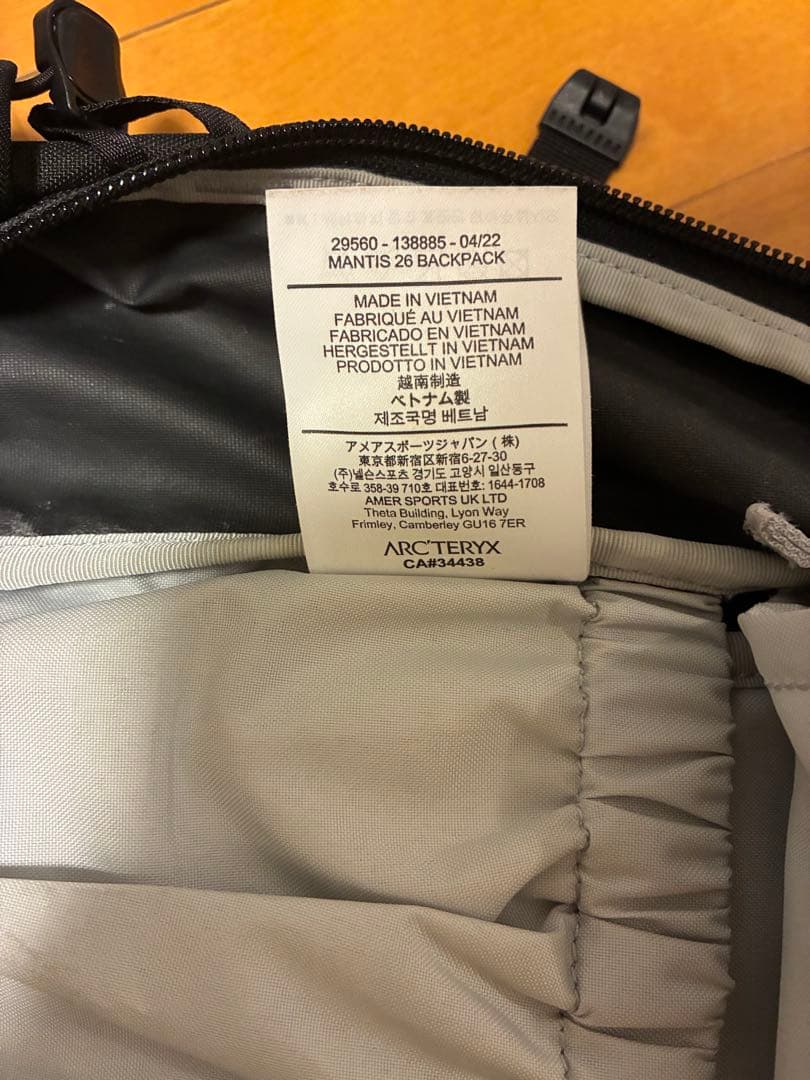 29560 - 138885 - 04/22
MANTIS 26 BACKPACK
MADE IN VIETNAM
FABRIQUÉ AU VIETNAM
FABRICADO EN VIETNAM
HERGESTELLT IN VIETNAM
PRODOTTO IN VIETNAM
越南制造
ベトナム製
제조국명 베트남
アメアスポーツジャパン (株)
東京都新宿区新宿6-27-30
(주)넬슨스포츠 경기도 고양시 일산동구
호수로 358-39 710호 대표번호: 1644-1708
AMER SPORTS UK LTD
Theta Building, Lyon Way
Frimley, Camberley GU16 7ER
ARC'TERYX
CA#34438